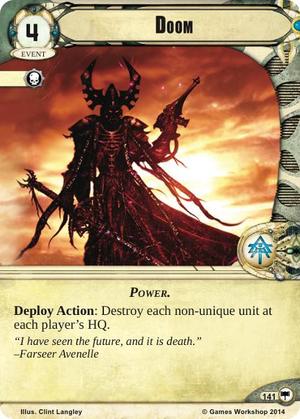 4
DOOM
EVENT
POWER.
Deploy Action: Destroy each non-unique unit at
each player's HQ.
"I have seen the future, and it is death."
–Farseer Avenelle
141
Illus. Clint Langley
© Games Workshop 2014